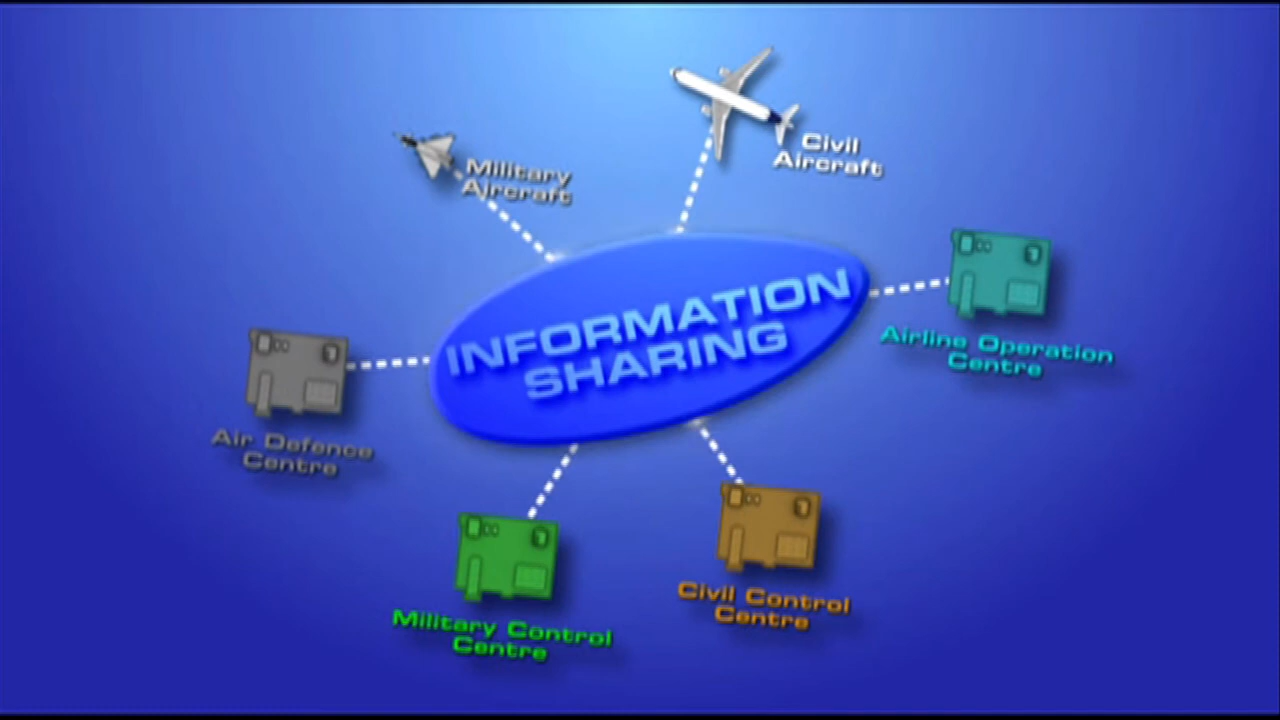 Civil
Aircraft
Military
Aircraft
INFORMATION
SHARING
Airline Operation
Centre
Air Defence
Centre
Civil Control
Centre
Military Control
Centre